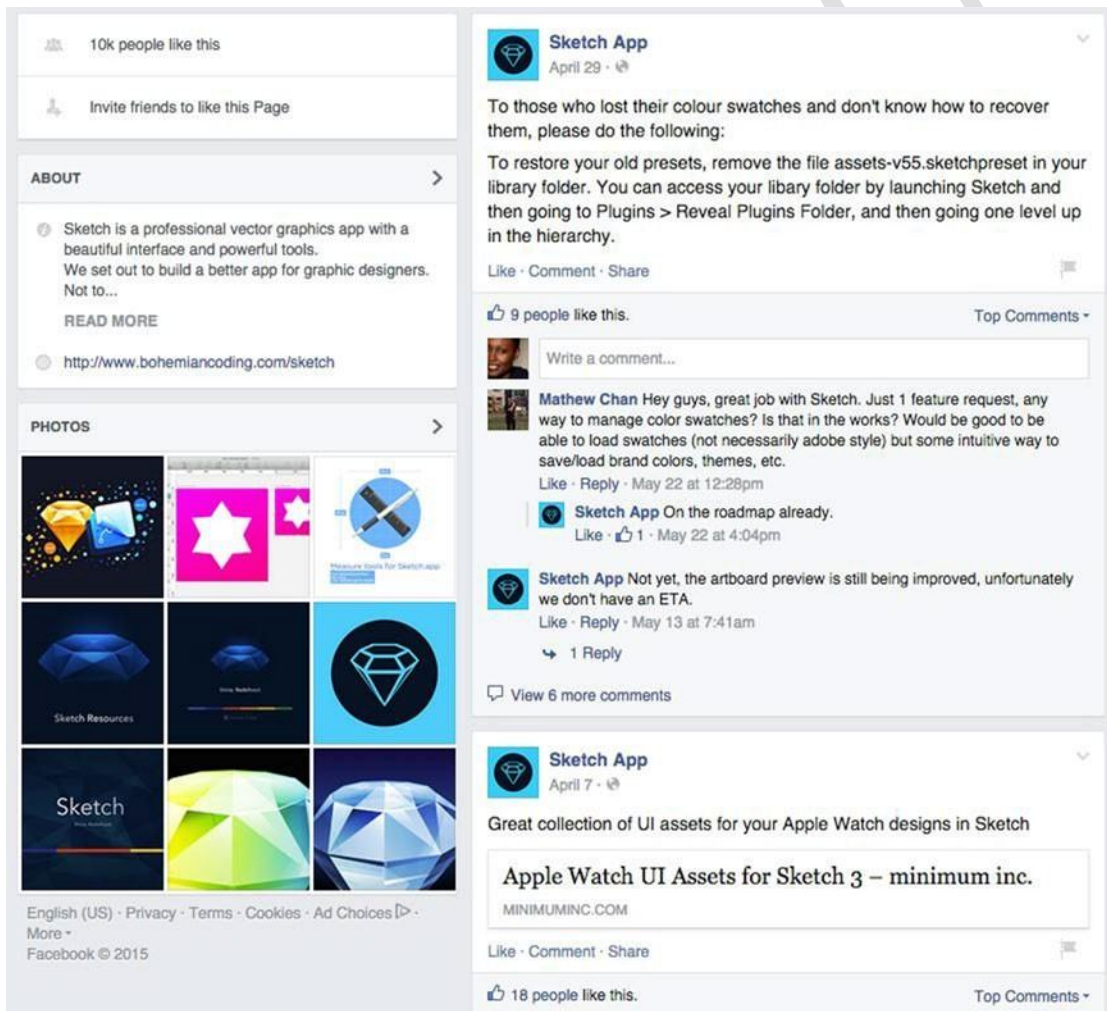 10k people like this
Invite friends to like this Page
ABOUT
Sketch is a professional vector graphics app with a
beautiful interface and powerful tools.
We set out to build a better app for graphic designers.
Not to...
READ MORE
http://www.bohemiancoding.com/sketch
PHOTOS
Measure tools for Sketch.app
Sketch Resources
Sketch
English (US) · Privacy · Terms · Cookies · Ad Choices ·
More
Facebook © 2015
Sketch App
April 29 ·
To those who lost their colour swatches and don't know how to recover
them, please do the following:
To restore your old presets, remove the file assets-v55.sketchpreset in your
library folder. You can access your libary folder by launching Sketch and
then going to Plugins > Reveal Plugins Folder, and then going one level up
in the hierarchy.
Like · Comment · Share
9 people like this.
Top Comments
Write a comment...
Mathew Chan Hey guys, great job with Sketch. Just 1 feature request, any
way to manage color swatches? Is that in the works? Would be good to be
able to load swatches (not necessarily adobe style) but some intuitive way to
save/load brand colors, themes, etc.
Like · Reply · May 22 at 12:28pm
Sketch App On the roadmap already.
Like · 1 · May 22 at 4:04pm
Sketch App Not yet, the artboard preview is still being improved, unfortunately
we don't have an ETA.
Like · Reply · May 13 at 7:41am
1 Reply
View 6 more comments
Sketch App
April 7 ·
Great collection of UI assets for your Apple Watch designs in Sketch
Apple Watch UI Assets for Sketch 3 – minimum inc.
MINIMUMINC.COM
Like · Comment · Share
18 people like this.
Top Comments